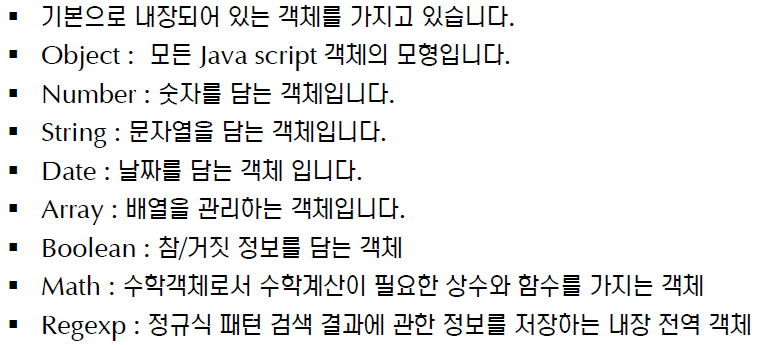 ▪ 기본으로 내장되어 있는 객체를 가지고 있습니다.
▪ Object : 모든 Java script 객체의 모형입니다.
▪ Number : 숫자를 담는 객체입니다.
▪ String : 문자열을 담는 객체입니다.
▪ Date : 날짜를 담는 객체 입니다.
▪ Array : 배열을 관리하는 객체입니다.
▪ Boolean : 참/거짓 정보를 담는 객체
▪ Math : 수학객체로서 수학계산이 필요한 상수와 함수를 가지는 객체
▪ Regexp : 정규식 패턴 검색 결과에 관한 정보를 저장하는 내장 전역 객체